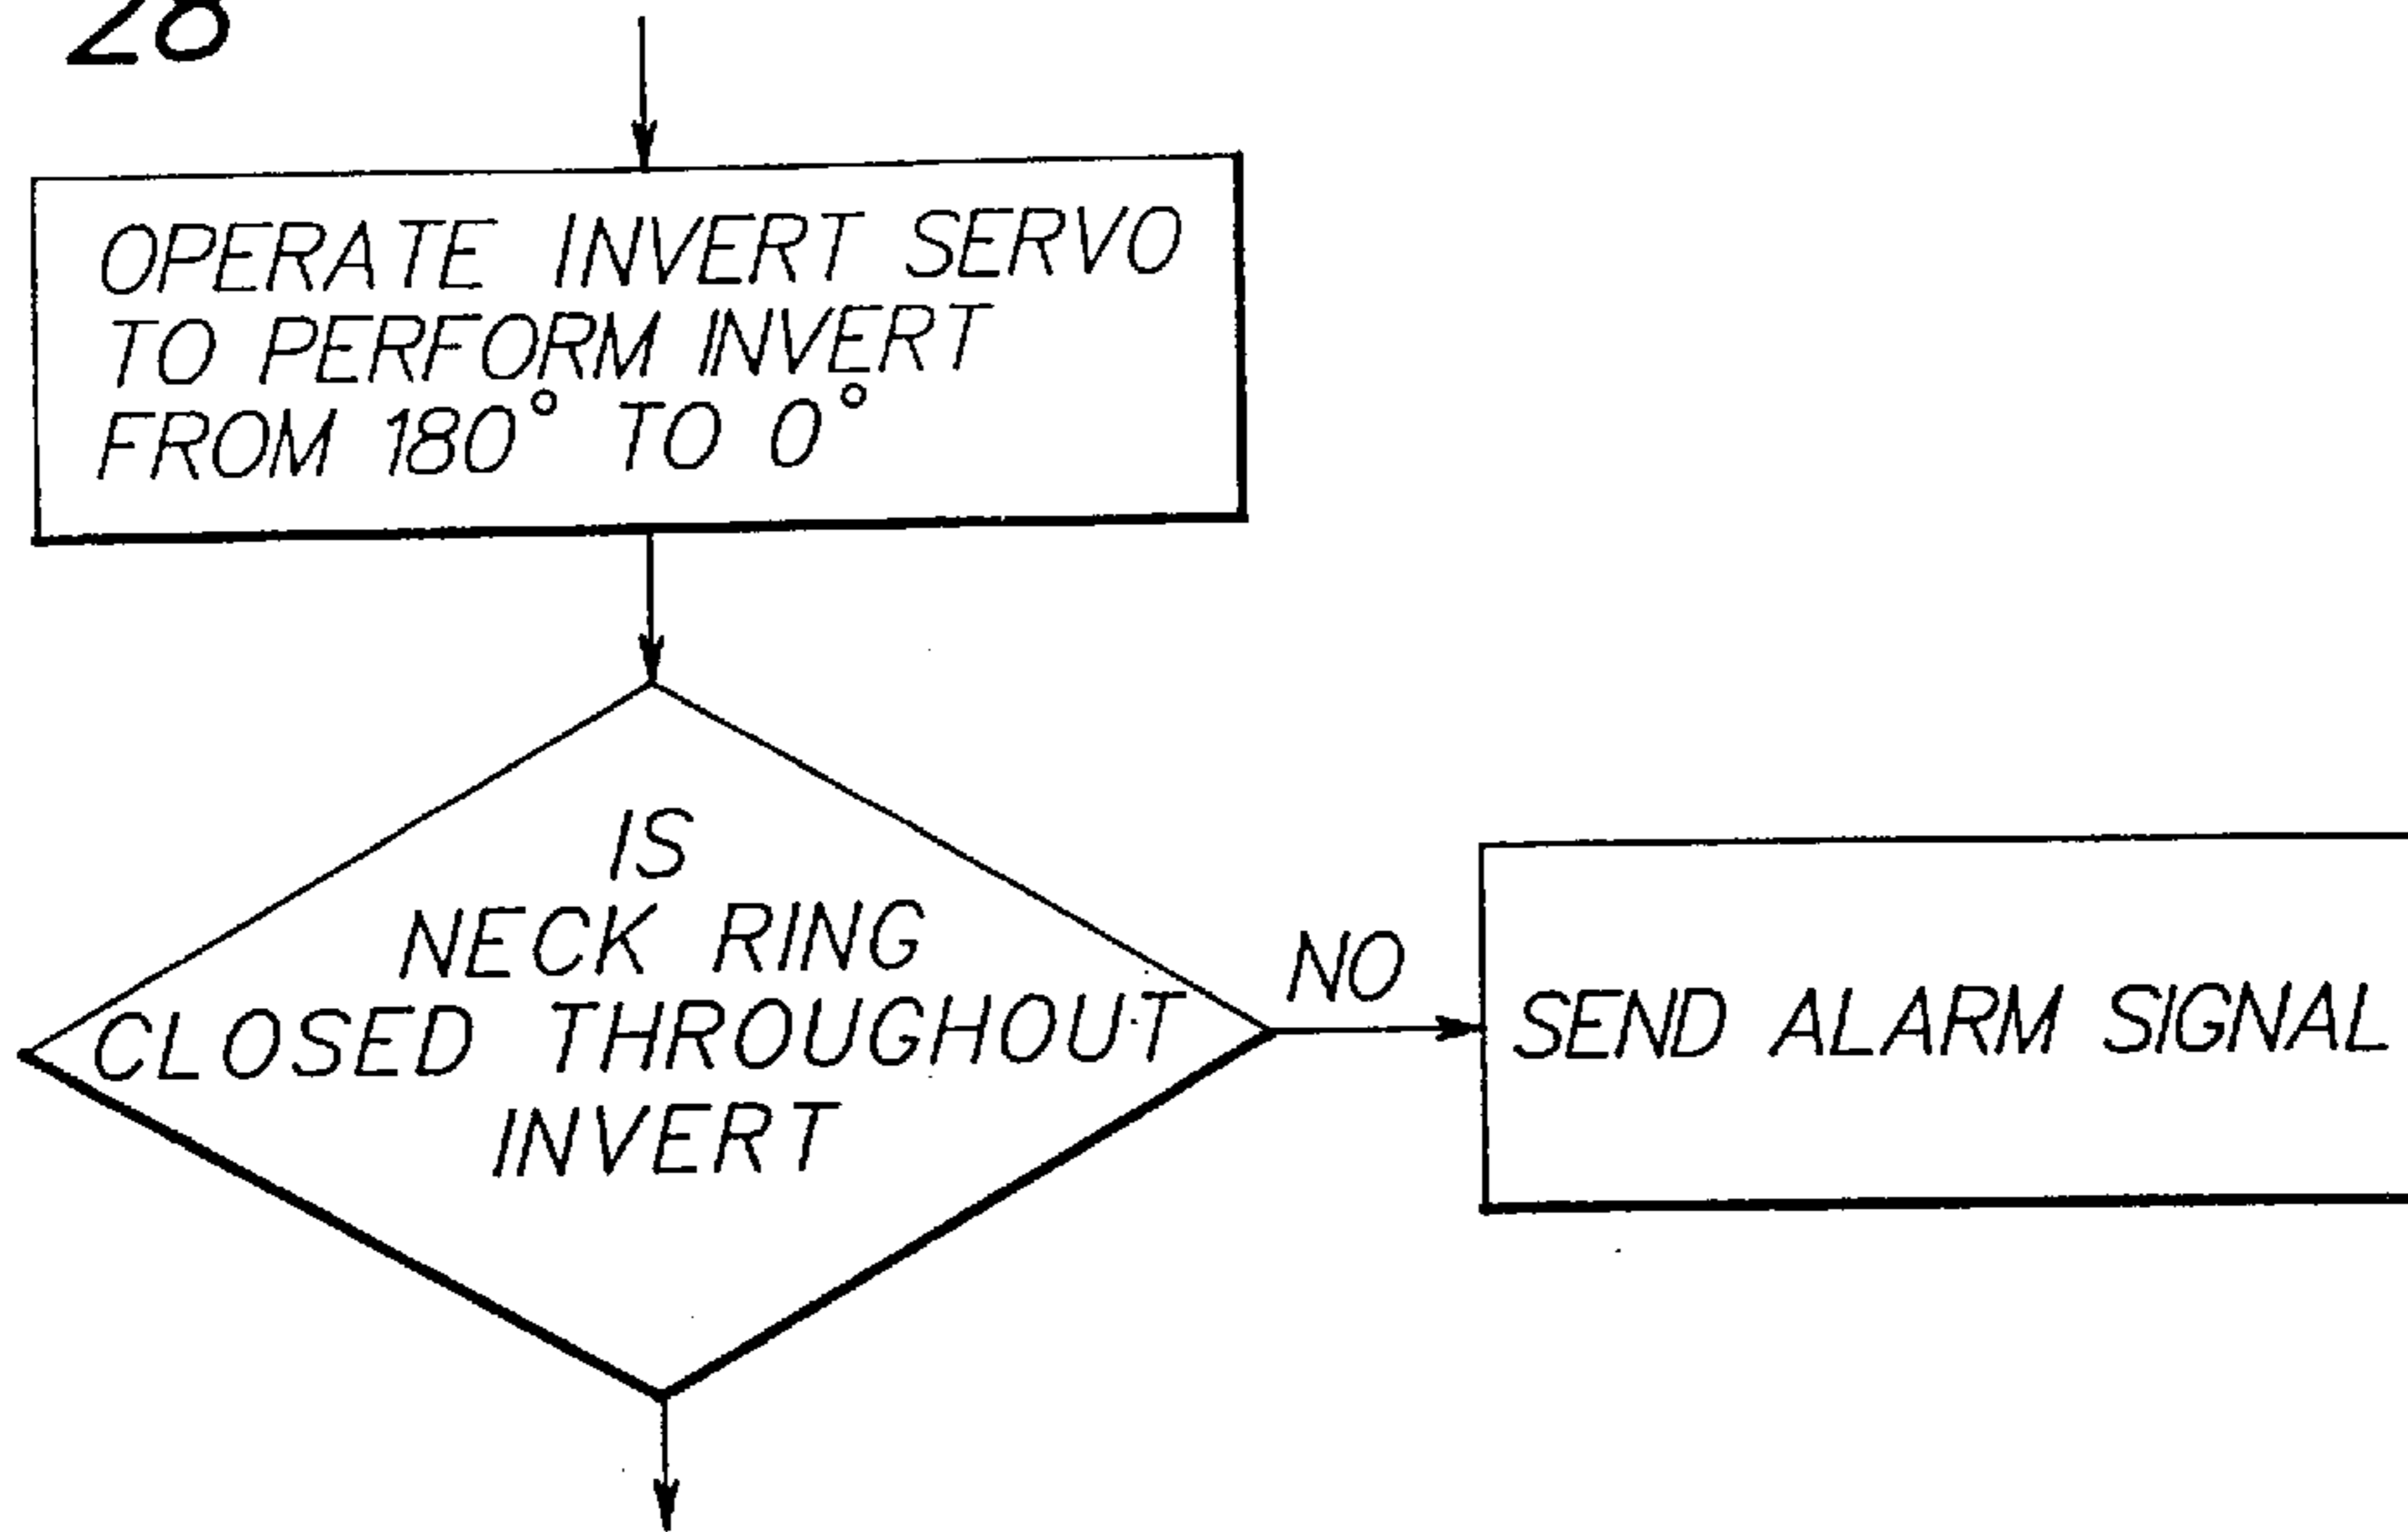 OPERATE INVERT SERVO
TO PERFORM INVERT
FROM 180° TO 0°
IS
NECK RING
CLOSED THROUGHOUT
INVERT
NO
SEND ALARM SIGNAL